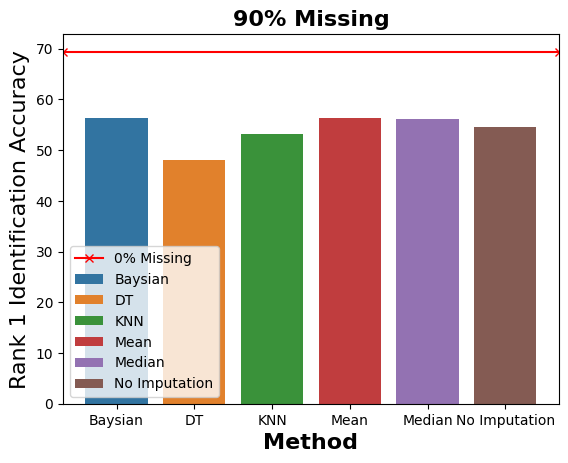 90% Missing
Rank 1 Identification Accuracy
70
60
50
40
30
20
10
0
0% Missing
Baysian
DT
KNN
Mean
Median
No Imputation
Baysian DT KNN Mean Median No Imputation
Method